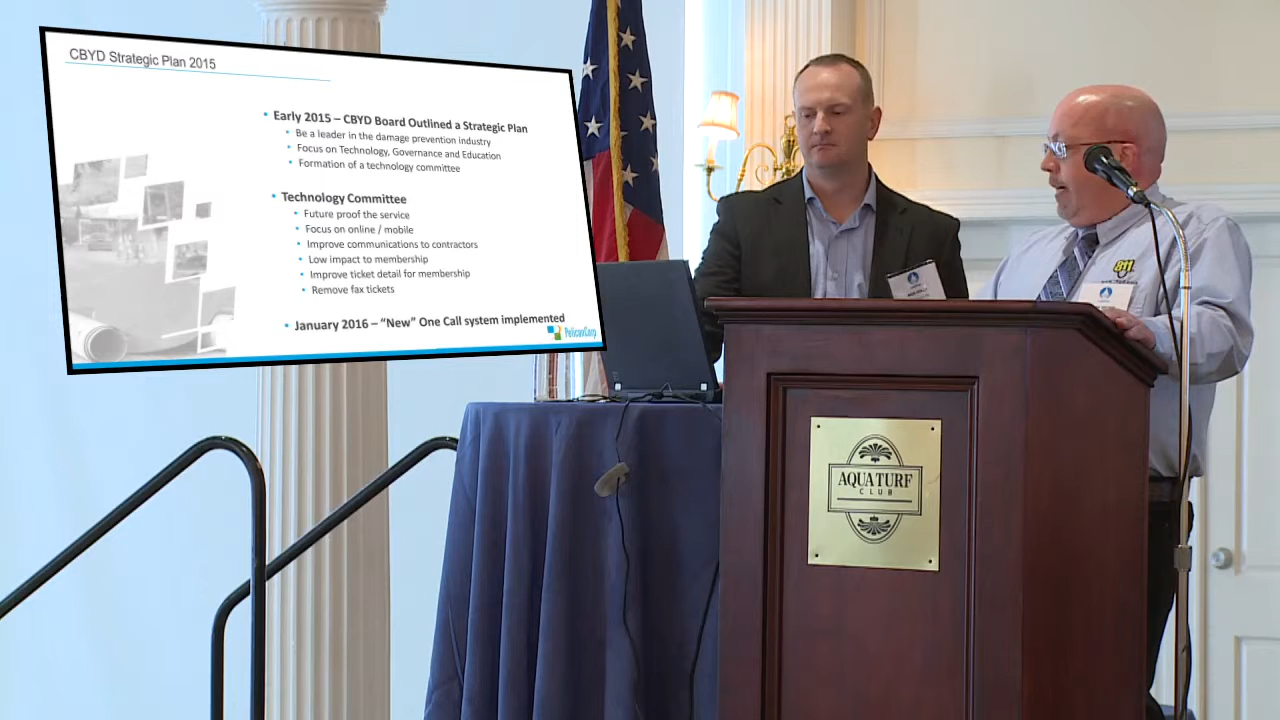 CBYD Strategic Plan 2015
• Early 2015 – CBYD Board Outlined a Strategic Plan
• Be a leader in the damage prevention industry
• Focus on Technology, Governance and Education
• Formation of a technology committee
• Technology Committee
• Future proof the service
• Focus on online / mobile
• Improve communications to contractors
• Low impact to membership
• Improve ticket detail for membership
• Remove fax tickets
• January 2016 – “New” One Call system implemented
PelicanCorp
811
AQUATURF
CLUB